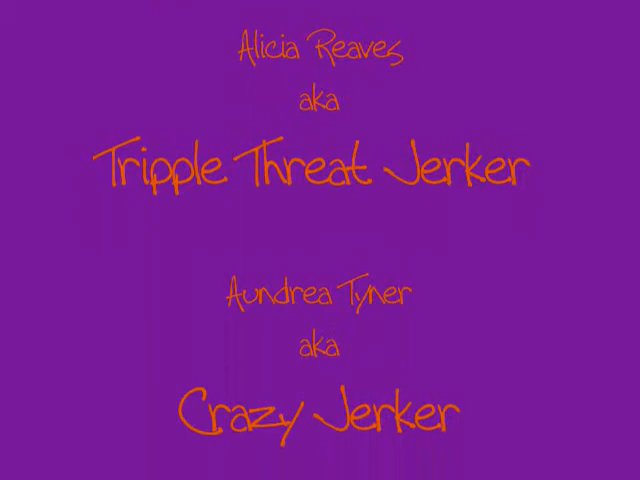 Alicia Reaves
aka
Tripple Threat Jerker
Aundrea Tyner
aka
Crazy Jerker